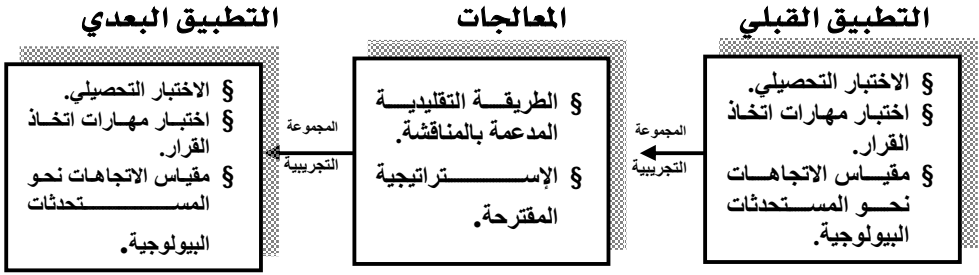 التطبيق القبلي
§ الاختبار التحصيلي.
§ اختبار مهارات اتخاذ
القرار.
§ مقياس الاتجاهات
نحو المستحدثات
البيولوجية.
المجموعة
التجريبية
المعالجات
§ الطريقة التقليدية
المدعمة بالمناقشة.
§ الإستراتيجية
المقترحة.
المجموعة
التجريبية
التطبيق البعدي
§ الاختبار التحصيلي.
§ اختبار مهارات اتخاذ
القرار.
§ مقياس الاتجاهات نحو
المستحدثات
البيولوجية.